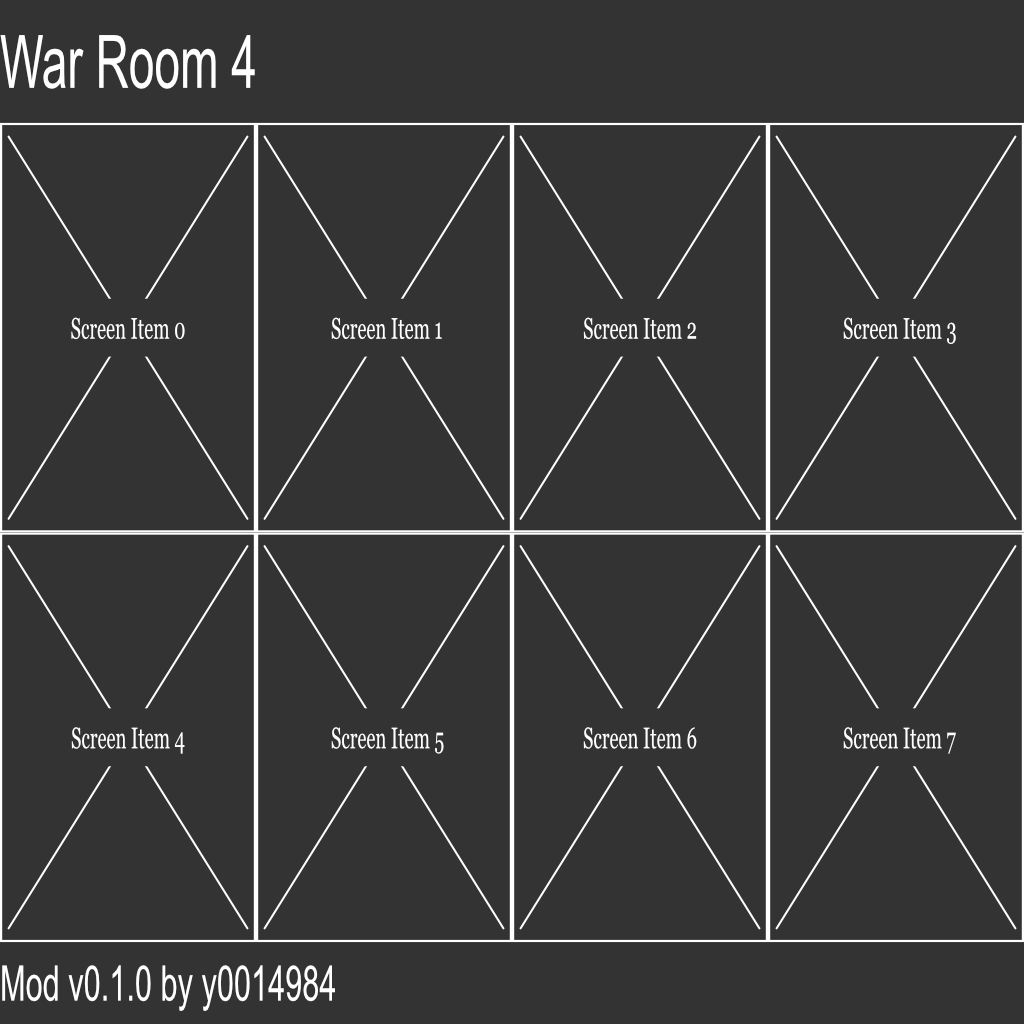 War Room 4
Screen Item 0
Screen Item 1
Screen Item 2
Screen Item 3
Screen Item 4
Screen Item 5
Screen Item 6
Screen Item 7
Mod v0.1.0 by y0014984